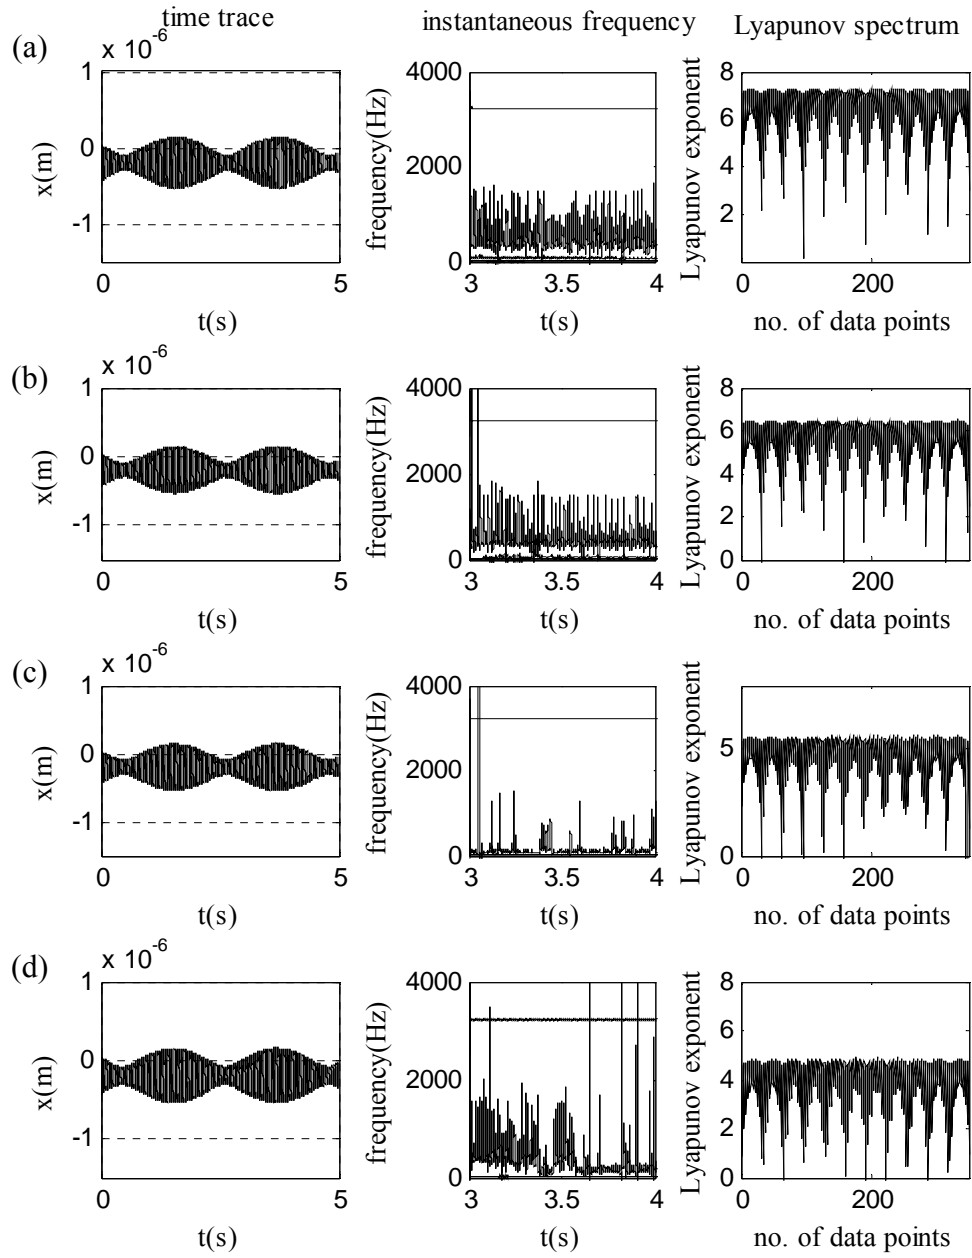 time trace
instantaneous frequency
Lyapunov spectrum
(a)
x 10-6
1
0
-1
x(m)
0
5
t(s)
4000
2000
0
frequency(Hz)
3
3.5
4
t(s)
8
6
4
2
Lyapunov exponent
0
200
no. of data points
(b)
x 10-6
1
0
-1
x(m)
0
5
t(s)
4000
2000
0
frequency(Hz)
3
3.5
4
t(s)
8
6
4
2
0
Lyapunov exponent
0
200
no. of data points
(c)
x 10-6
1
0
-1
x(m)
0
5
t(s)
4000
2000
0
frequency(Hz)
3
3.5
4
t(s)
5
0
Lyapunov exponent
0
200
no. of data points
(d)
x 10-6
1
0
-1
x(m)
0
5
t(s)
4000
2000
0
frequency(Hz)
3
3.5
4
t(s)
8
6
4
2
0
Lyapunov exponent
0
200
no. of data points